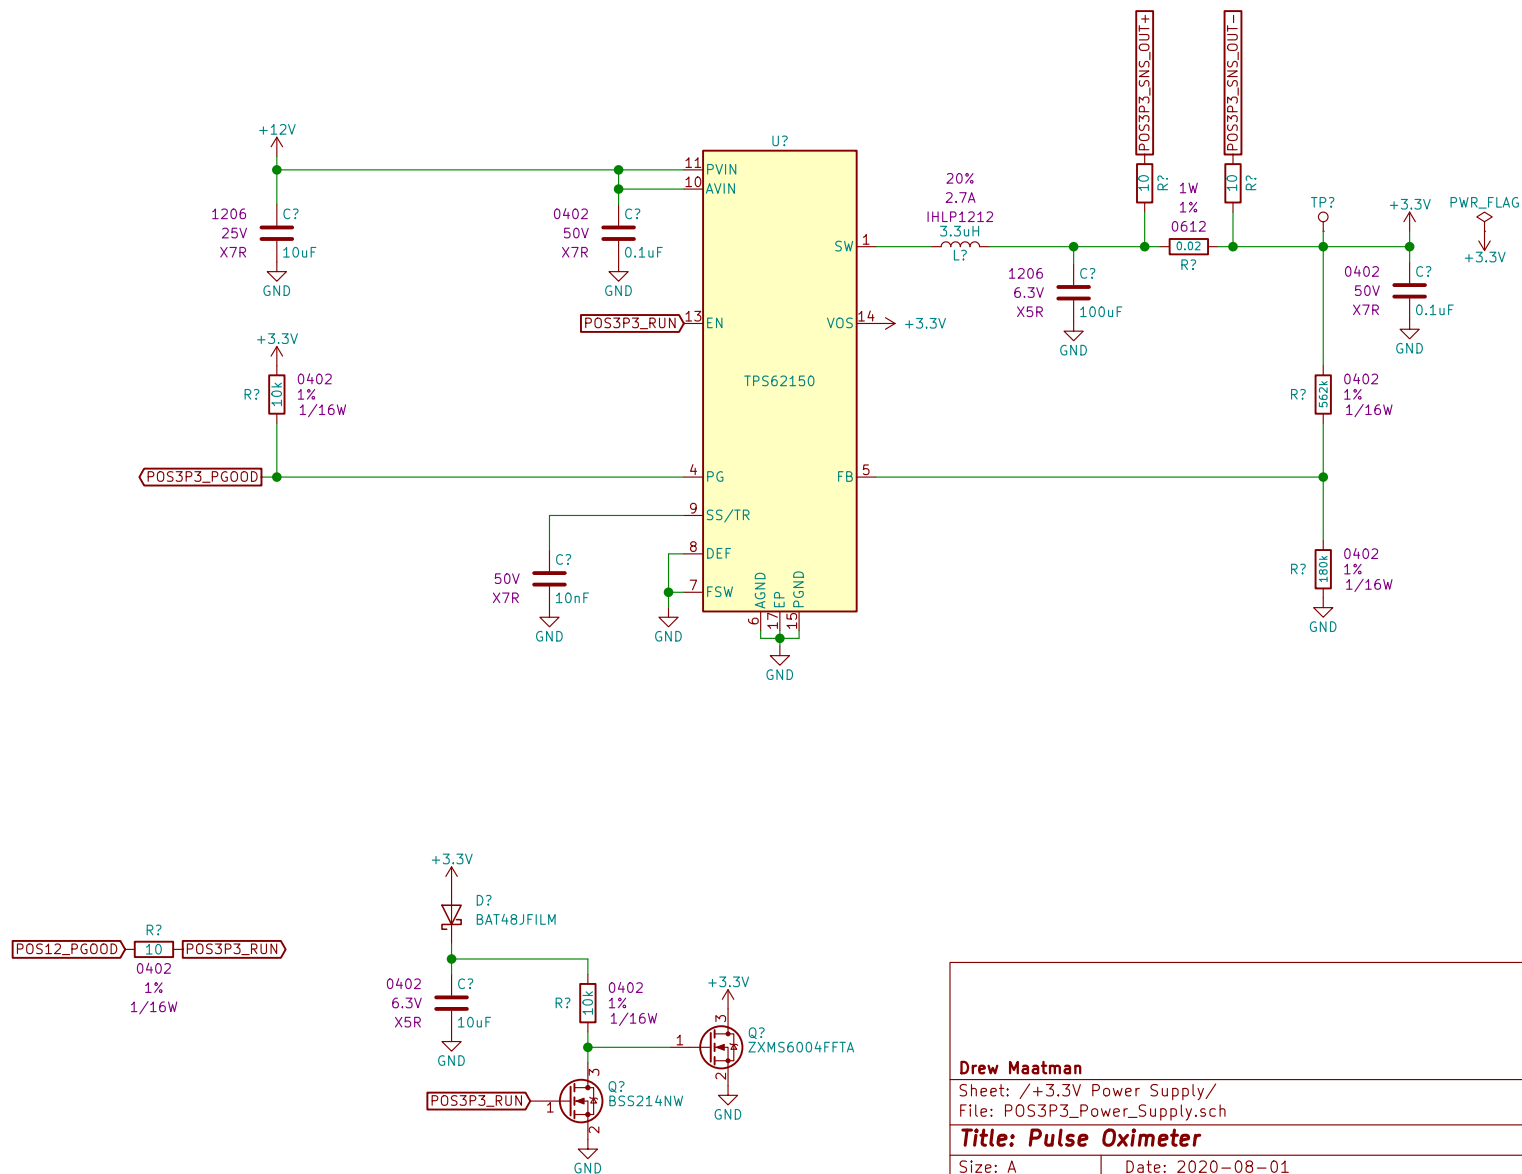 POS3P3_SNS_OUT+
POS3P3_SNS_OUT-
10
R?
10
R?
+12V
1206
25V
X7R
C?
10uF
GND
0402
50V
X7R
C?
0.1uF
GND
U?
11
PVIN
10
AVIN
SW
1
POS3P3_RUN
13
EN
VOS
14
+3.3V
TPS62150
20%
2.7A
IHLP1212
3.3uH
L?
1206
6.3V
X5R
C?
100uF
GND
1W
1%
0612
0.02
R?
TP?
+3.3V
PWR_FLAG
+3.3V
0402
50V
X7R
C?
0.1uF
GND
+3.3V
R?
10k
0402
1%
1/16W
POS3P3_PGOOD
4
PG
FB
5
R?
562k
0402
1%
1/16W
R?
180k
0402
1%
1/16W
GND
9
SS/TR
50V
X7R
C?
10nF
GND
8
DEF
7
FSW
GND
AGND
EP
PGND
6
17
15
GND
POS12_PGOOD
R?
10
POS3P3_RUN
0402
1%
1/16W
+3.3V
D?
BAT48JFILM
0402
6.3V
X5R
C?
10uF
GND
R?
10k
0402
1%
1/16W
+3.3V
1
3
2
Q?
ZXMS6004FFTA
GND
POS3P3_RUN
1
3
2
Q?
BSS214NW
GND
Drew Maatman
Sheet: /+3.3V Power Supply/
File: POS3P3_Power_Supply.sch
Title: Pulse Oximeter
Size: A
Date: 2020-08-01